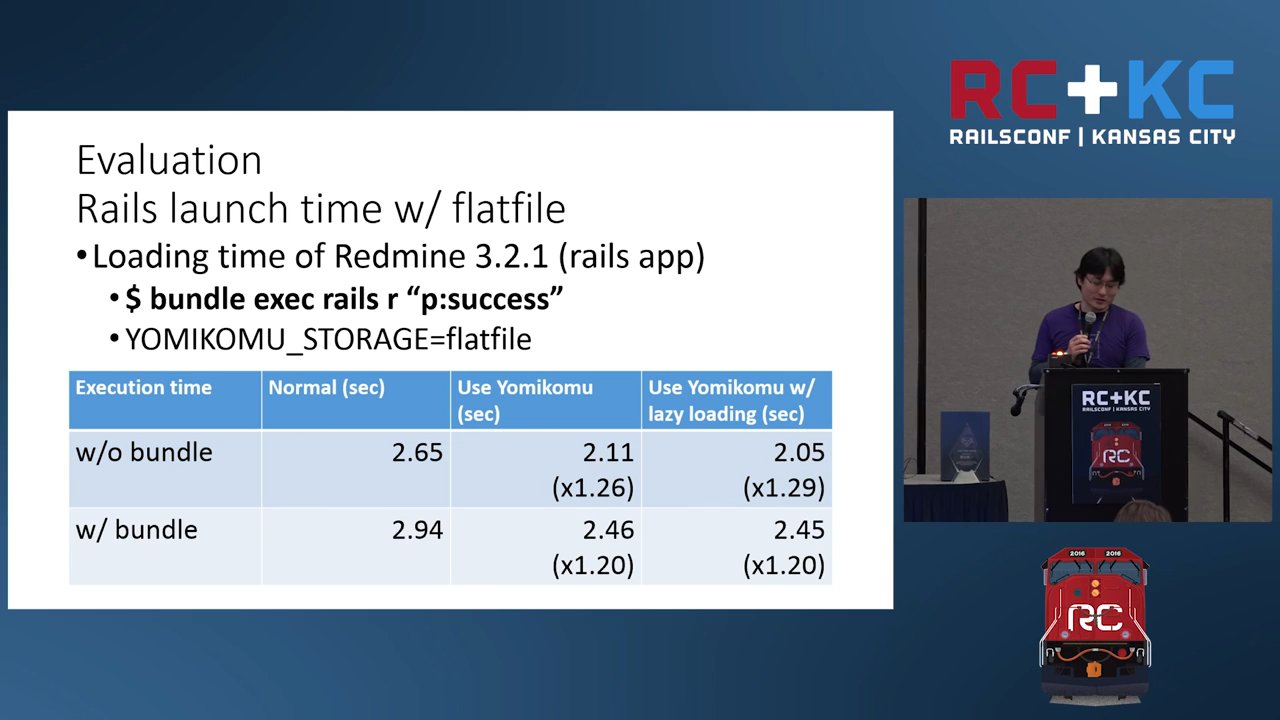 RC+KC
RAILSCONF | KANSAS CITY
Evaluation
Rails launch time w/ flatfile
•Loading time of Redmine 3.2.1 (rails app)
•$ bundle exec rails r “p:success”
•YOMIKOMU_STORAGE=flatfile
Execution time Normal (sec) Use Yomikomu (sec) Use Yomikomu w/ lazy loading (sec)
w/o bundle 2.65 2.11 (x1.26) 2.05 (x1.29)
w/ bundle 2.94 2.46 (x1.20) 2.45 (x1.20)
RC+KC
RAILSCONF | KANSAS CITY
RC
2016 2016
RC